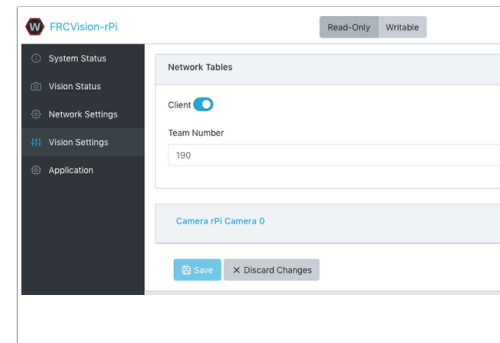 W FRCVision-rPi
Read-Only Writable
System Status
Vision Status
Network Settings
Vision Settings
Application
Network Tables
Client
Team Number
190
Camera rPi Camera 0
Save X Discard Changes